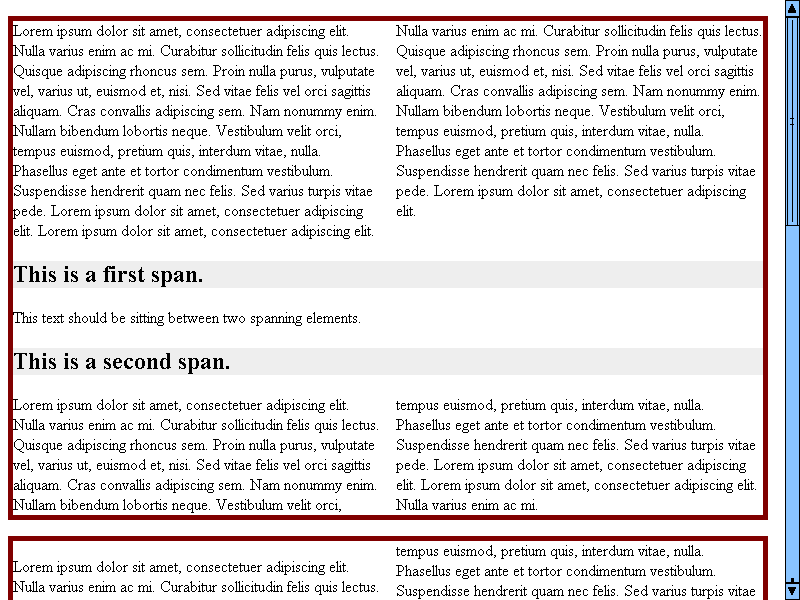 Lorem ipsum dolor sit amet, consectetuer adipiscing elit.
Nulla varius enim ac mi. Curabitur sollicitudin felis quis lectus.
Quisque adipiscing rhoncus sem. Proin nulla purus, vulputate
vel, varius ut, euismod et, nisi. Sed vitae felis vel orci sagittis
aliquam. Cras convallis adipiscing sem. Nam nonummy enim.
Nullam bibendum lobortis neque. Vestibulum velit orci,
tempus euismod, pretium quis, interdum vitae, nulla.
Phasellus eget ante et tortor condimentum vestibulum.
Suspendisse hendrerit quam nec felis. Sed varius turpis vitae
pede. Lorem ipsum dolor sit amet, consectetuer adipiscing
elit. Lorem ipsum dolor sit amet, consectetuer adipiscing elit.
Nulla varius enim ac mi. Curabitur sollicitudin felis quis lectus.
Quisque adipiscing rhoncus sem. Proin nulla purus, vulputate
vel, varius ut, euismod et, nisi. Sed vitae felis vel orci sagittis
aliquam. Cras convallis adipiscing sem. Nam nonummy enim.
Nullam bibendum lobortis neque. Vestibulum velit orci,
tempus euismod, pretium quis, interdum vitae, nulla.
Phasellus eget ante et tortor condimentum vestibulum.
Suspendisse hendrerit quam nec felis. Sed varius turpis vitae
pede. Lorem ipsum dolor sit amet, consectetuer adipiscing
elit.
This is a first span.
This text should be sitting between two spanning elements.
This is a second span.
Lorem ipsum dolor sit amet, consectetuer adipiscing elit.
Nulla varius enim ac mi. Curabitur sollicitudin felis quis lectus.
Quisque adipiscing rhoncus sem. Proin nulla purus, vulputate
vel, varius ut, euismod et, nisi. Sed vitae felis vel orci sagittis
aliquam. Cras convallis adipiscing sem. Nam nonummy enim.
Nullam bibendum lobortis neque. Vestibulum velit orci,
tempus euismod, pretium quis, interdum vitae, nulla.
Phasellus eget ante et tortor condimentum vestibulum.
Suspendisse hendrerit quam nec felis. Sed varius turpis vitae
pede. Lorem ipsum dolor sit amet, consectetuer adipiscing
elit. Lorem ipsum dolor sit amet, consectetuer adipiscing elit.
Nulla varius enim ac mi.
Lorem ipsum dolor sit amet, consectetuer adipiscing elit.
Nulla varius enim ac mi. Curabitur sollicitudin felis quis lectus.
tempus euismod, pretium quis, interdum vitae, nulla.
Phasellus eget ante et tortor condimentum vestibulum.
Suspendisse hendrerit quam nec felis. Sed varius turpis vitae